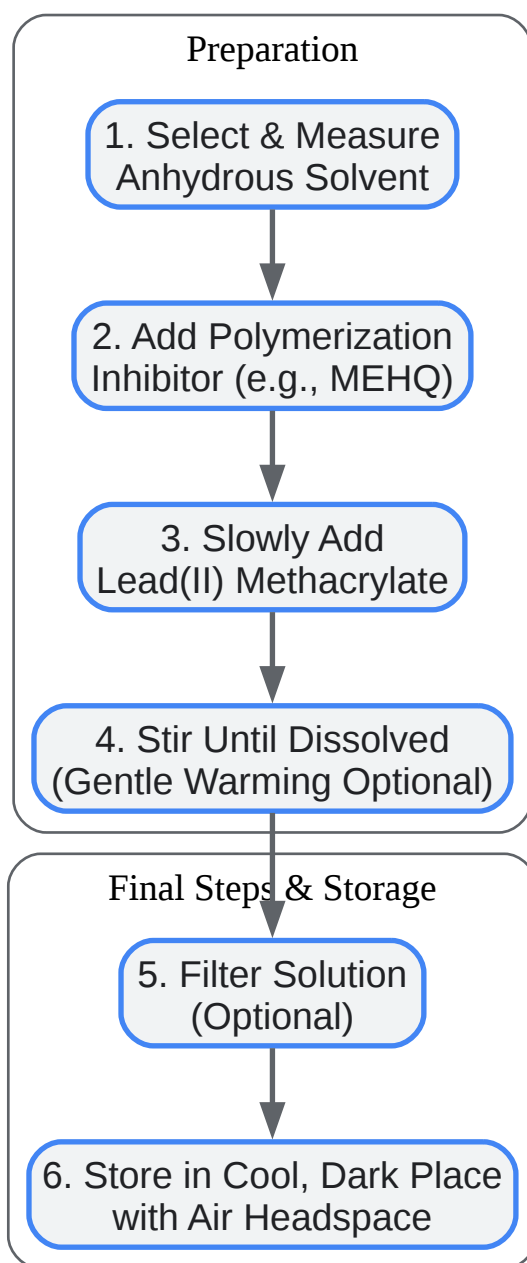 Preparation
1. Select & Measure
Anhydrous Solvent
2. Add Polymerization
Inhibitor (e.g., MEHQ)
3. Slowly Add
Lead(II) Methacrylate
4. Stir Until Dissolved
(Gentle Warming Optional)
Final Steps & Storage
5. Filter Solution
(Optional)
6. Store in Cool, Dark Place
with Air Headspace